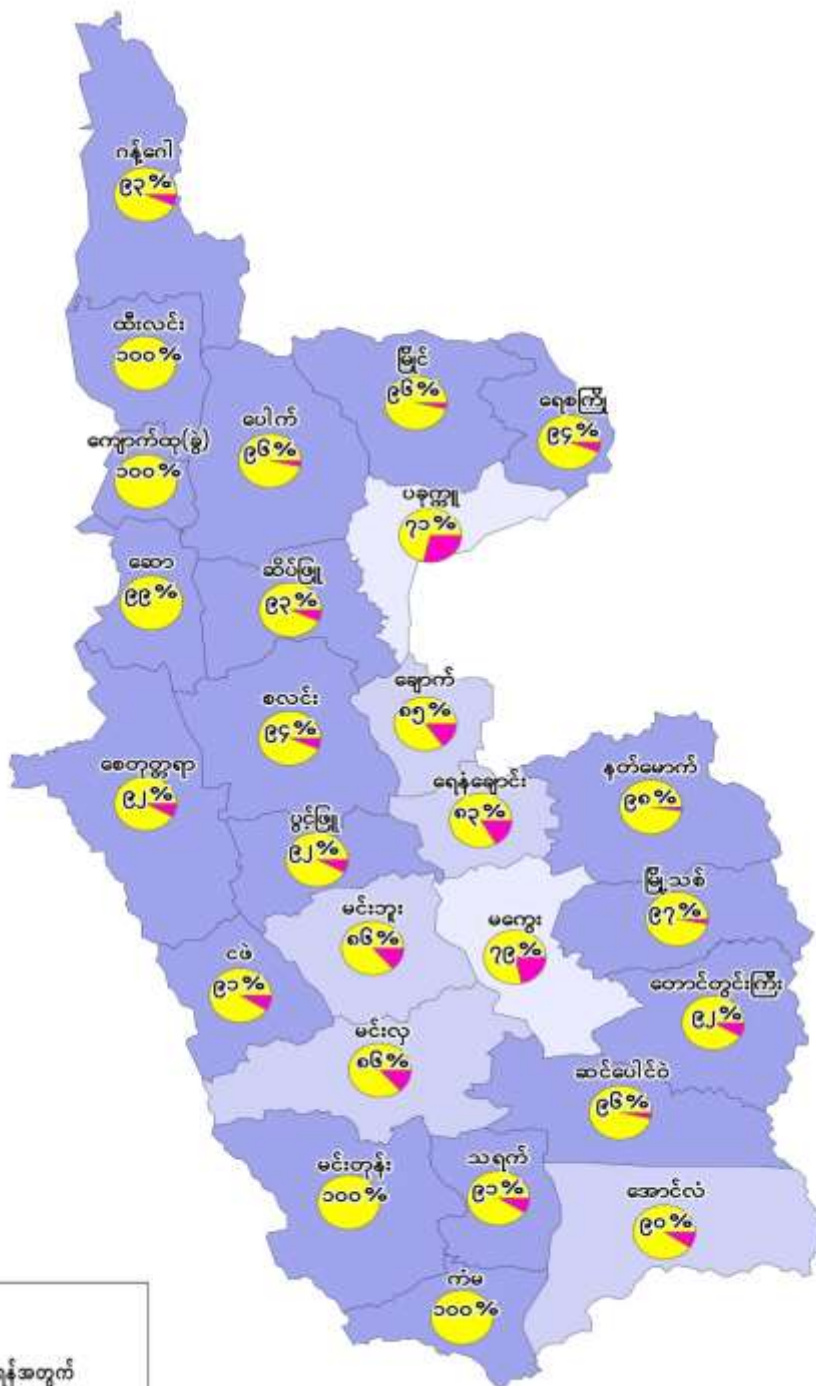 ဂန့်ဂေါ
၉၃%
ထီးလင်း
၁၀၀%
မြိုင်
၉၆%
ရေစကြို
၉၄%
ပေါက်
၉၆%
ကျောက်ထု(ခွဲ)
၁၀၀%
ပခုက္ကူ
၇၁%
ဆော
၉၉%
ဆိပ်ဖြူ
၉၃%
ချောက်
၈၅%
စလင်း
၉၄%
စေတုတ္တရာ
၉၂%
ရေနံချောင်း
၈၃%
နတ်မောက်
၉၈%
ပွင့်ဖြူ
၉၂%
မြို့သစ်
၉၇%
မင်းဘူး
၈၆%
မကွေး
၇၉%
ငဖဲ
၉၁%
တောင်တွင်းကြီး
၉၂%
မင်းလှ
၈၆%
ဆင်ပေါင်ဝဲ
၉၆%
မင်းတုန်း
၁၀၀%
သရက်
၉၁%
အောင်လံ
၉၀%
ကံမ
၁၀၀%
ရန်အတွက်